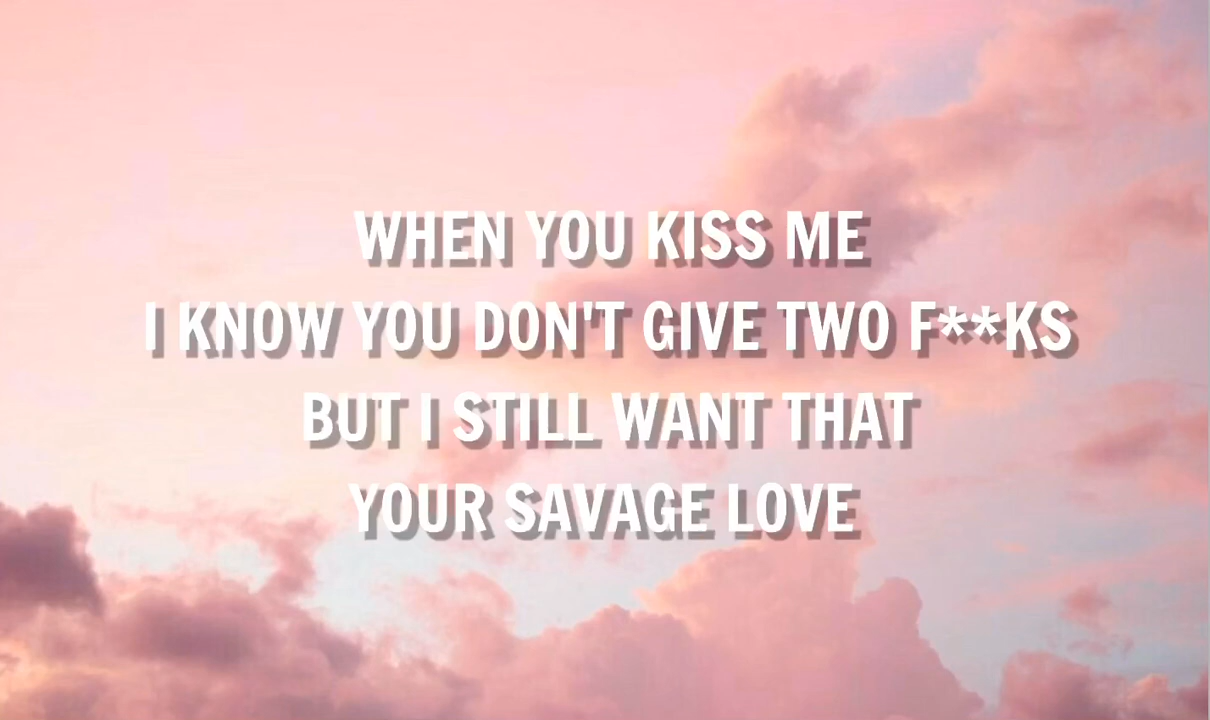 WHEN YOU KISS ME
I KNOW YOU DON'T GIVE TWO F**KS
BUT I STILL WANT THAT
YOUR SAVAGE LOVE